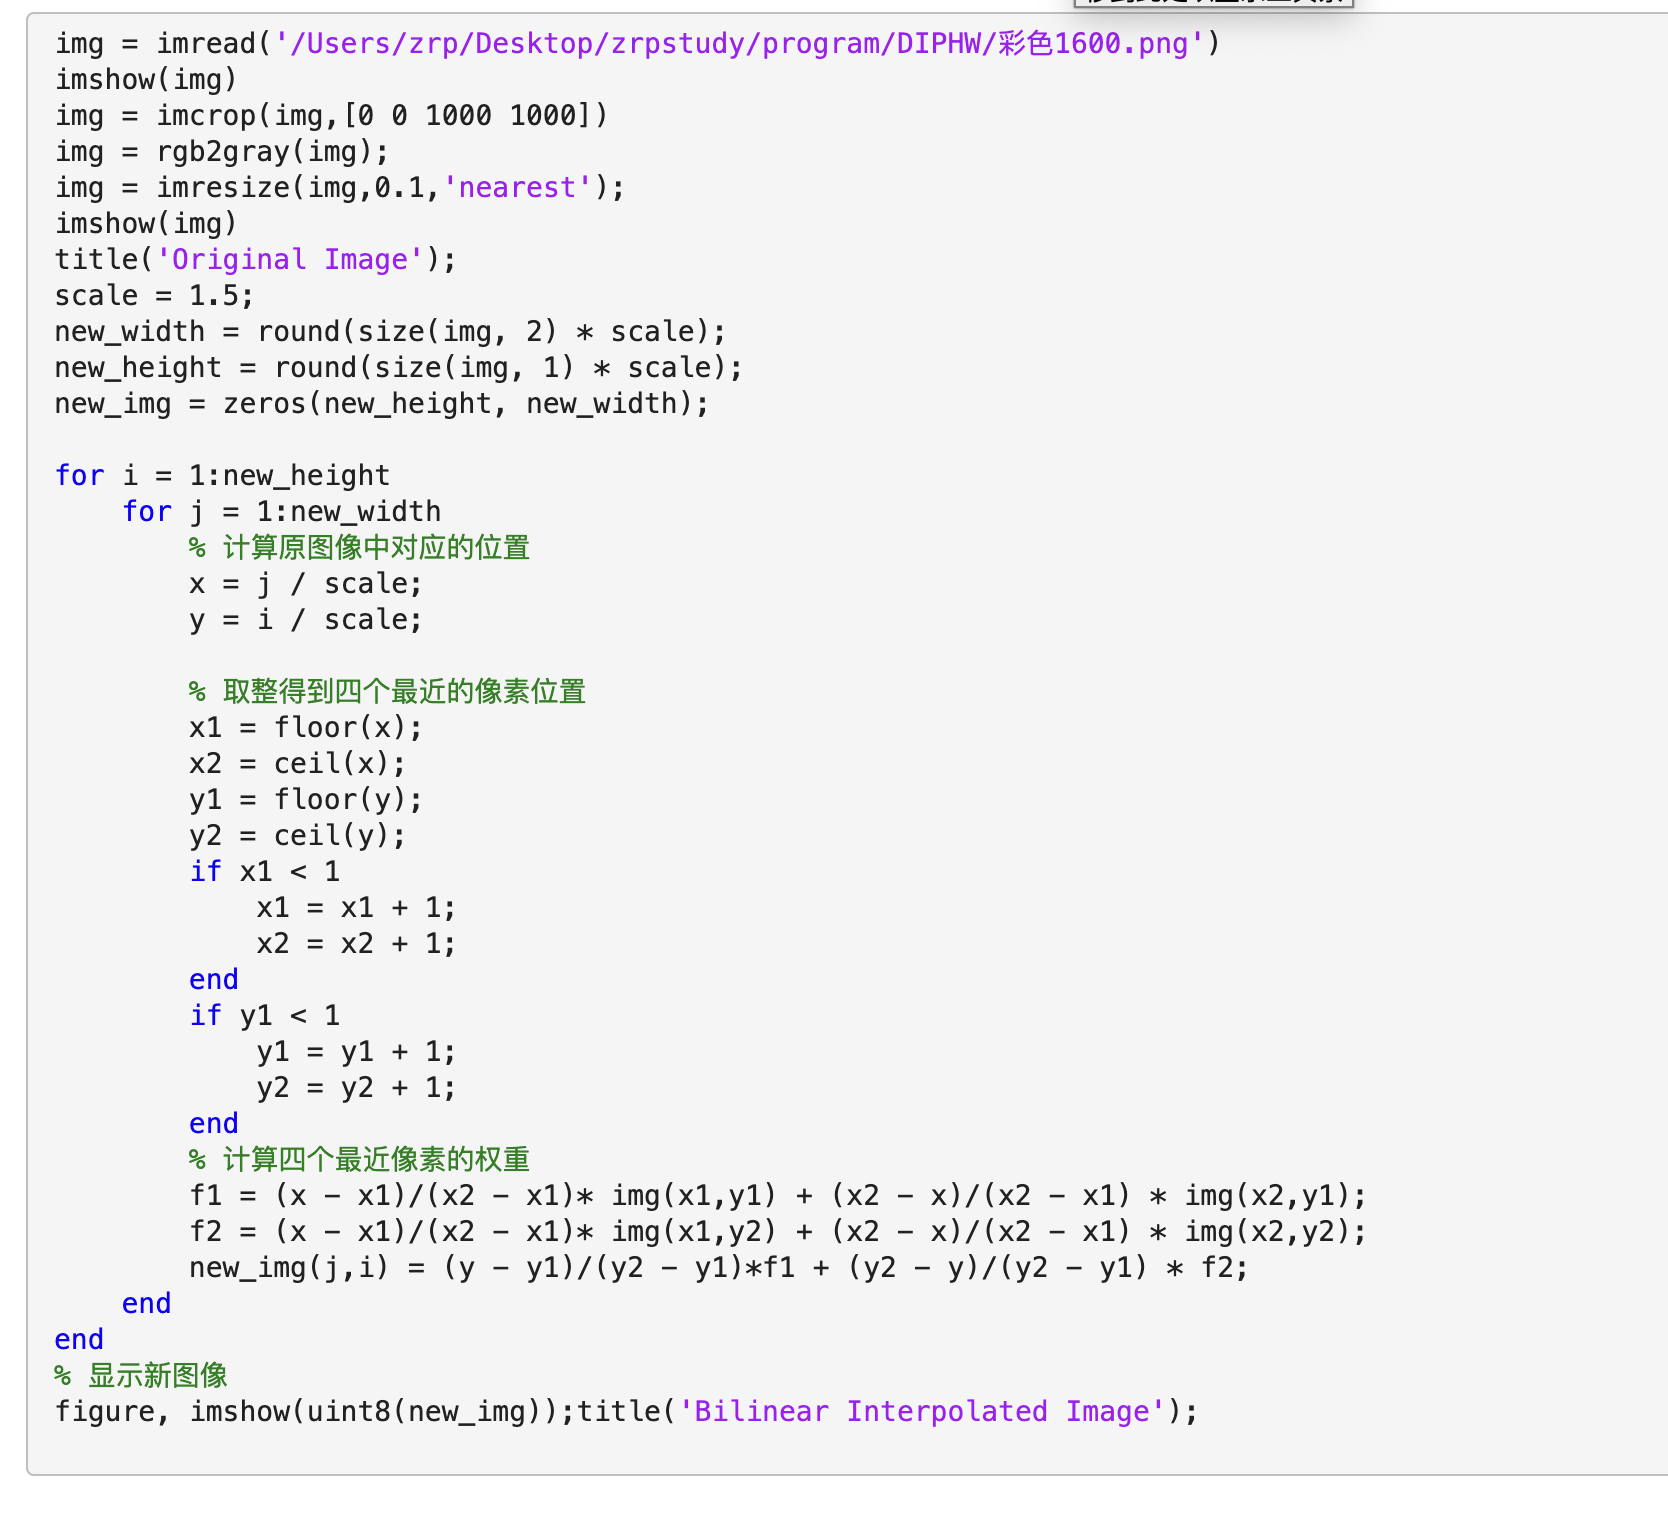 img = imread('/Users/zrp/Desktop/zrpstudy/program/DIPHW/彩色1600.png')
imshow(img)
img = imcrop(img,[0 0 1000 1000])
img = rgb2gray(img);
img = imresize(img,0.1,'nearest');
imshow(img)
title('Original Image');
scale = 1.5;
new_width = round(size(img, 2) * scale);
new_height = round(size(img, 1) * scale);
new_img = zeros(new_height, new_width);

for i = 1:new_height
    for j = 1:new_width
        % 计算原图像中对应的位置
        x = j / scale;
        y = i / scale;

        % 取整得到四个最近的像素位置
        x1 = floor(x);
        x2 = ceil(x);
        y1 = floor(y);
        y2 = ceil(y);
        if x1 < 1
            x1 = x1 + 1;
            x2 = x2 + 1;
        end
        if y1 < 1
            y1 = y1 + 1;
            y2 = y2 + 1;
        end
        % 计算四个最近像素的权重
        f1 = (x - x1)/(x2 - x1)* img(x1,y1) + (x2 - x)/(x2 - x1) * img(x2,y1);
        f2 = (x - x1)/(x2 - x1)* img(x1,y2) + (x2 - x)/(x2 - x1) * img(x2,y2);
        new_img(j,i) = (y - y1)/(y2 - y1)*f1 + (y2 - y)/(y2 - y1) * f2;
    end
end
% 显示新图像
figure, imshow(uint8(new_img));title('Bilinear Interpolated Image');